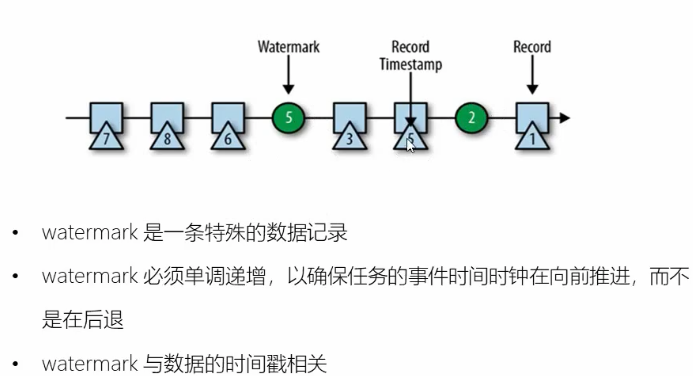 Watermark
Record
Timestamp
Record
7 8 6 5 3 5 2 1
• watermark 是一条特殊的数据记录
• watermark 必须单调递增，以确保任务的事件时间时钟在向前推进，而不
是在后退
• watermark 与数据的时间戳相关